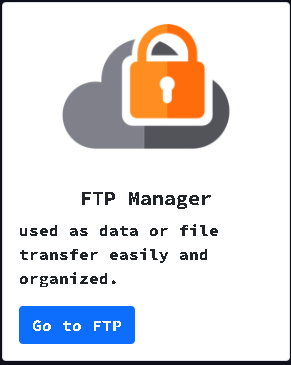 FTP Manager
used as data or file
transfer easily and
organized.
Go to FTP